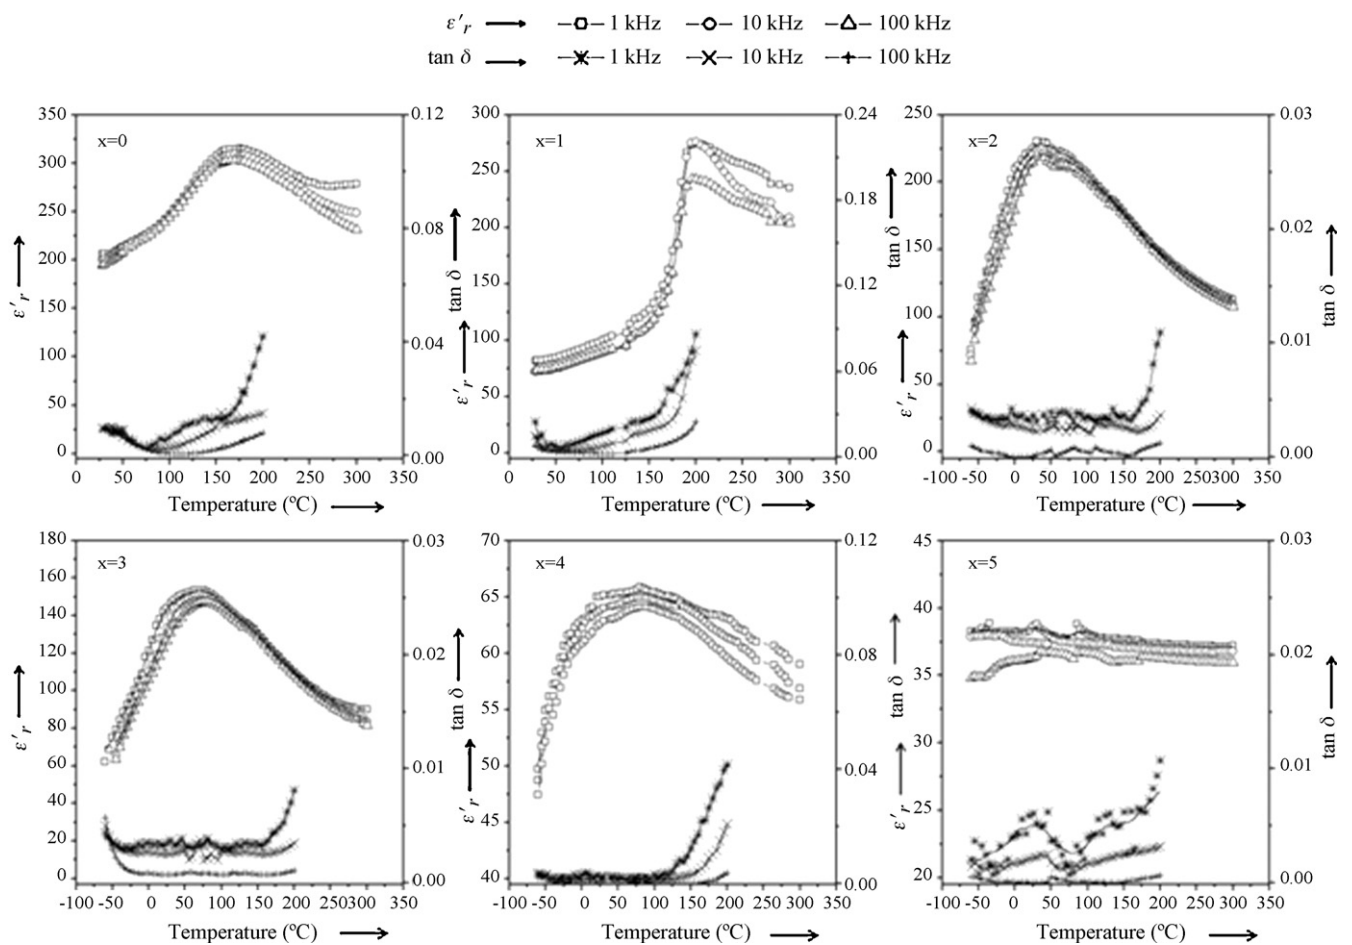 ε′r → 1 kHz 10 kHz 100 kHz
tan δ → 1 kHz 10 kHz 100 kHz
x=0
350
300
250
200
150
100
50
0
0.12
0.08
0.04
0.00
0 50 100 150 200 250 300 350
ε′r
tan δ
Temperature (ºC)
x=1
300
250
200
150
100
50
0
0.24
0.18
0.12
0.06
0.00
0 50 100 150 200 250 300 350
ε′r
tan δ
Temperature (ºC)
x=2
250
200
150
100
50
0
0.03
0.02
0.01
0.00
-100 -50 0 50 100 150 200 250300 350
ε′r
tan δ
Temperature (ºC)
x=3
180
160
140
120
100
80
60
40
20
0
0.03
0.02
0.01
0.00
-100 -50 0 50 100 150 200 250300 350
ε′r
tan δ
Temperature (ºC)
x=4
70
65
60
55
50
45
40
0.12
0.08
0.04
0.00
-100 -50 0 50 100 150 200 250 300 350
ε′r
tan δ
Temperature (ºC)
x=5
45
40
35
30
25
20
0.03
0.02
0.01
0.00
-100 -50 0 50 100 150 200 250 300 350
ε′r
tan δ
Temperature (ºC)